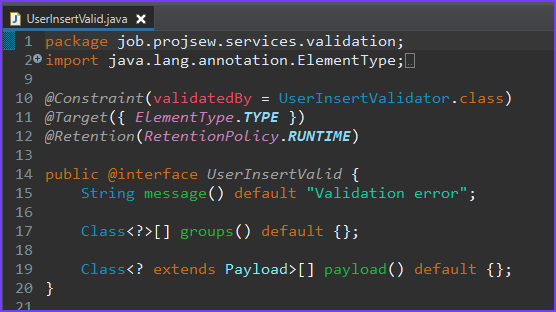 UserInsertValid.java
1 package job.projsew.services.validation;
2 import java.lang.annotation.ElementType;
9
10 @Constraint(validatedBy = UserInsertValidator.class)
11 @Target({ ElementType.TYPE })
12 @Retention(RetentionPolicy.RUNTIME)
13
14 public @interface UserInsertValid {
15 String message() default "Validation error";
16
17 Class<?>[] groups() default {};
18
19 Class<? extends Payload>[] payload() default {};
20 }
21